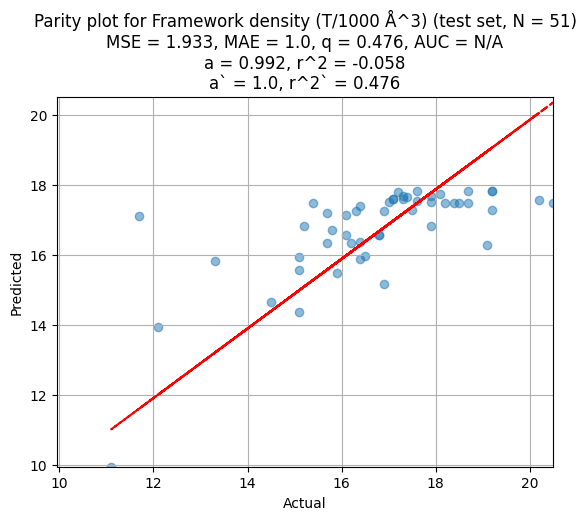 Parity plot for Framework density (T/1000 Å^3) (test set, N = 51)
MSE = 1.933, MAE = 1.0, q = 0.476, AUC = N/A
a = 0.992, r^2 = -0.058
a` = 1.0, r^2` = 0.476
20
18
16
14
12
10
Predicted
10 12 14 16 18 20
Actual